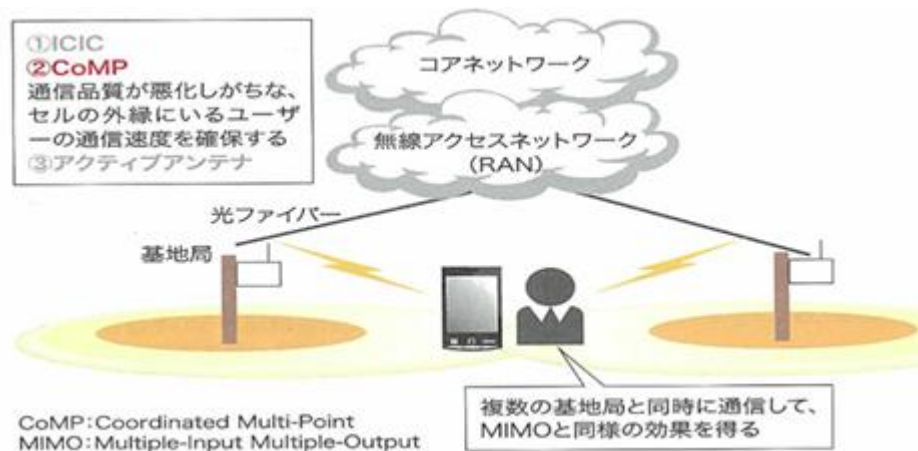 ①ICIC
②CoMP
通信品質が悪化しがちな、
セルの外縁にいるユーザ
ーの通信速度を確保する
③アクティブアンテナ
コアネットワーク
無線アクセスネットワーク
(RAN)
光ファイバー
基地局
複数の基地局と同時に通信して、
MIMOと同様の効果を得る
CoMP:Coordinated Multi-Point
MIMO:Multiple-Input Multiple-Output